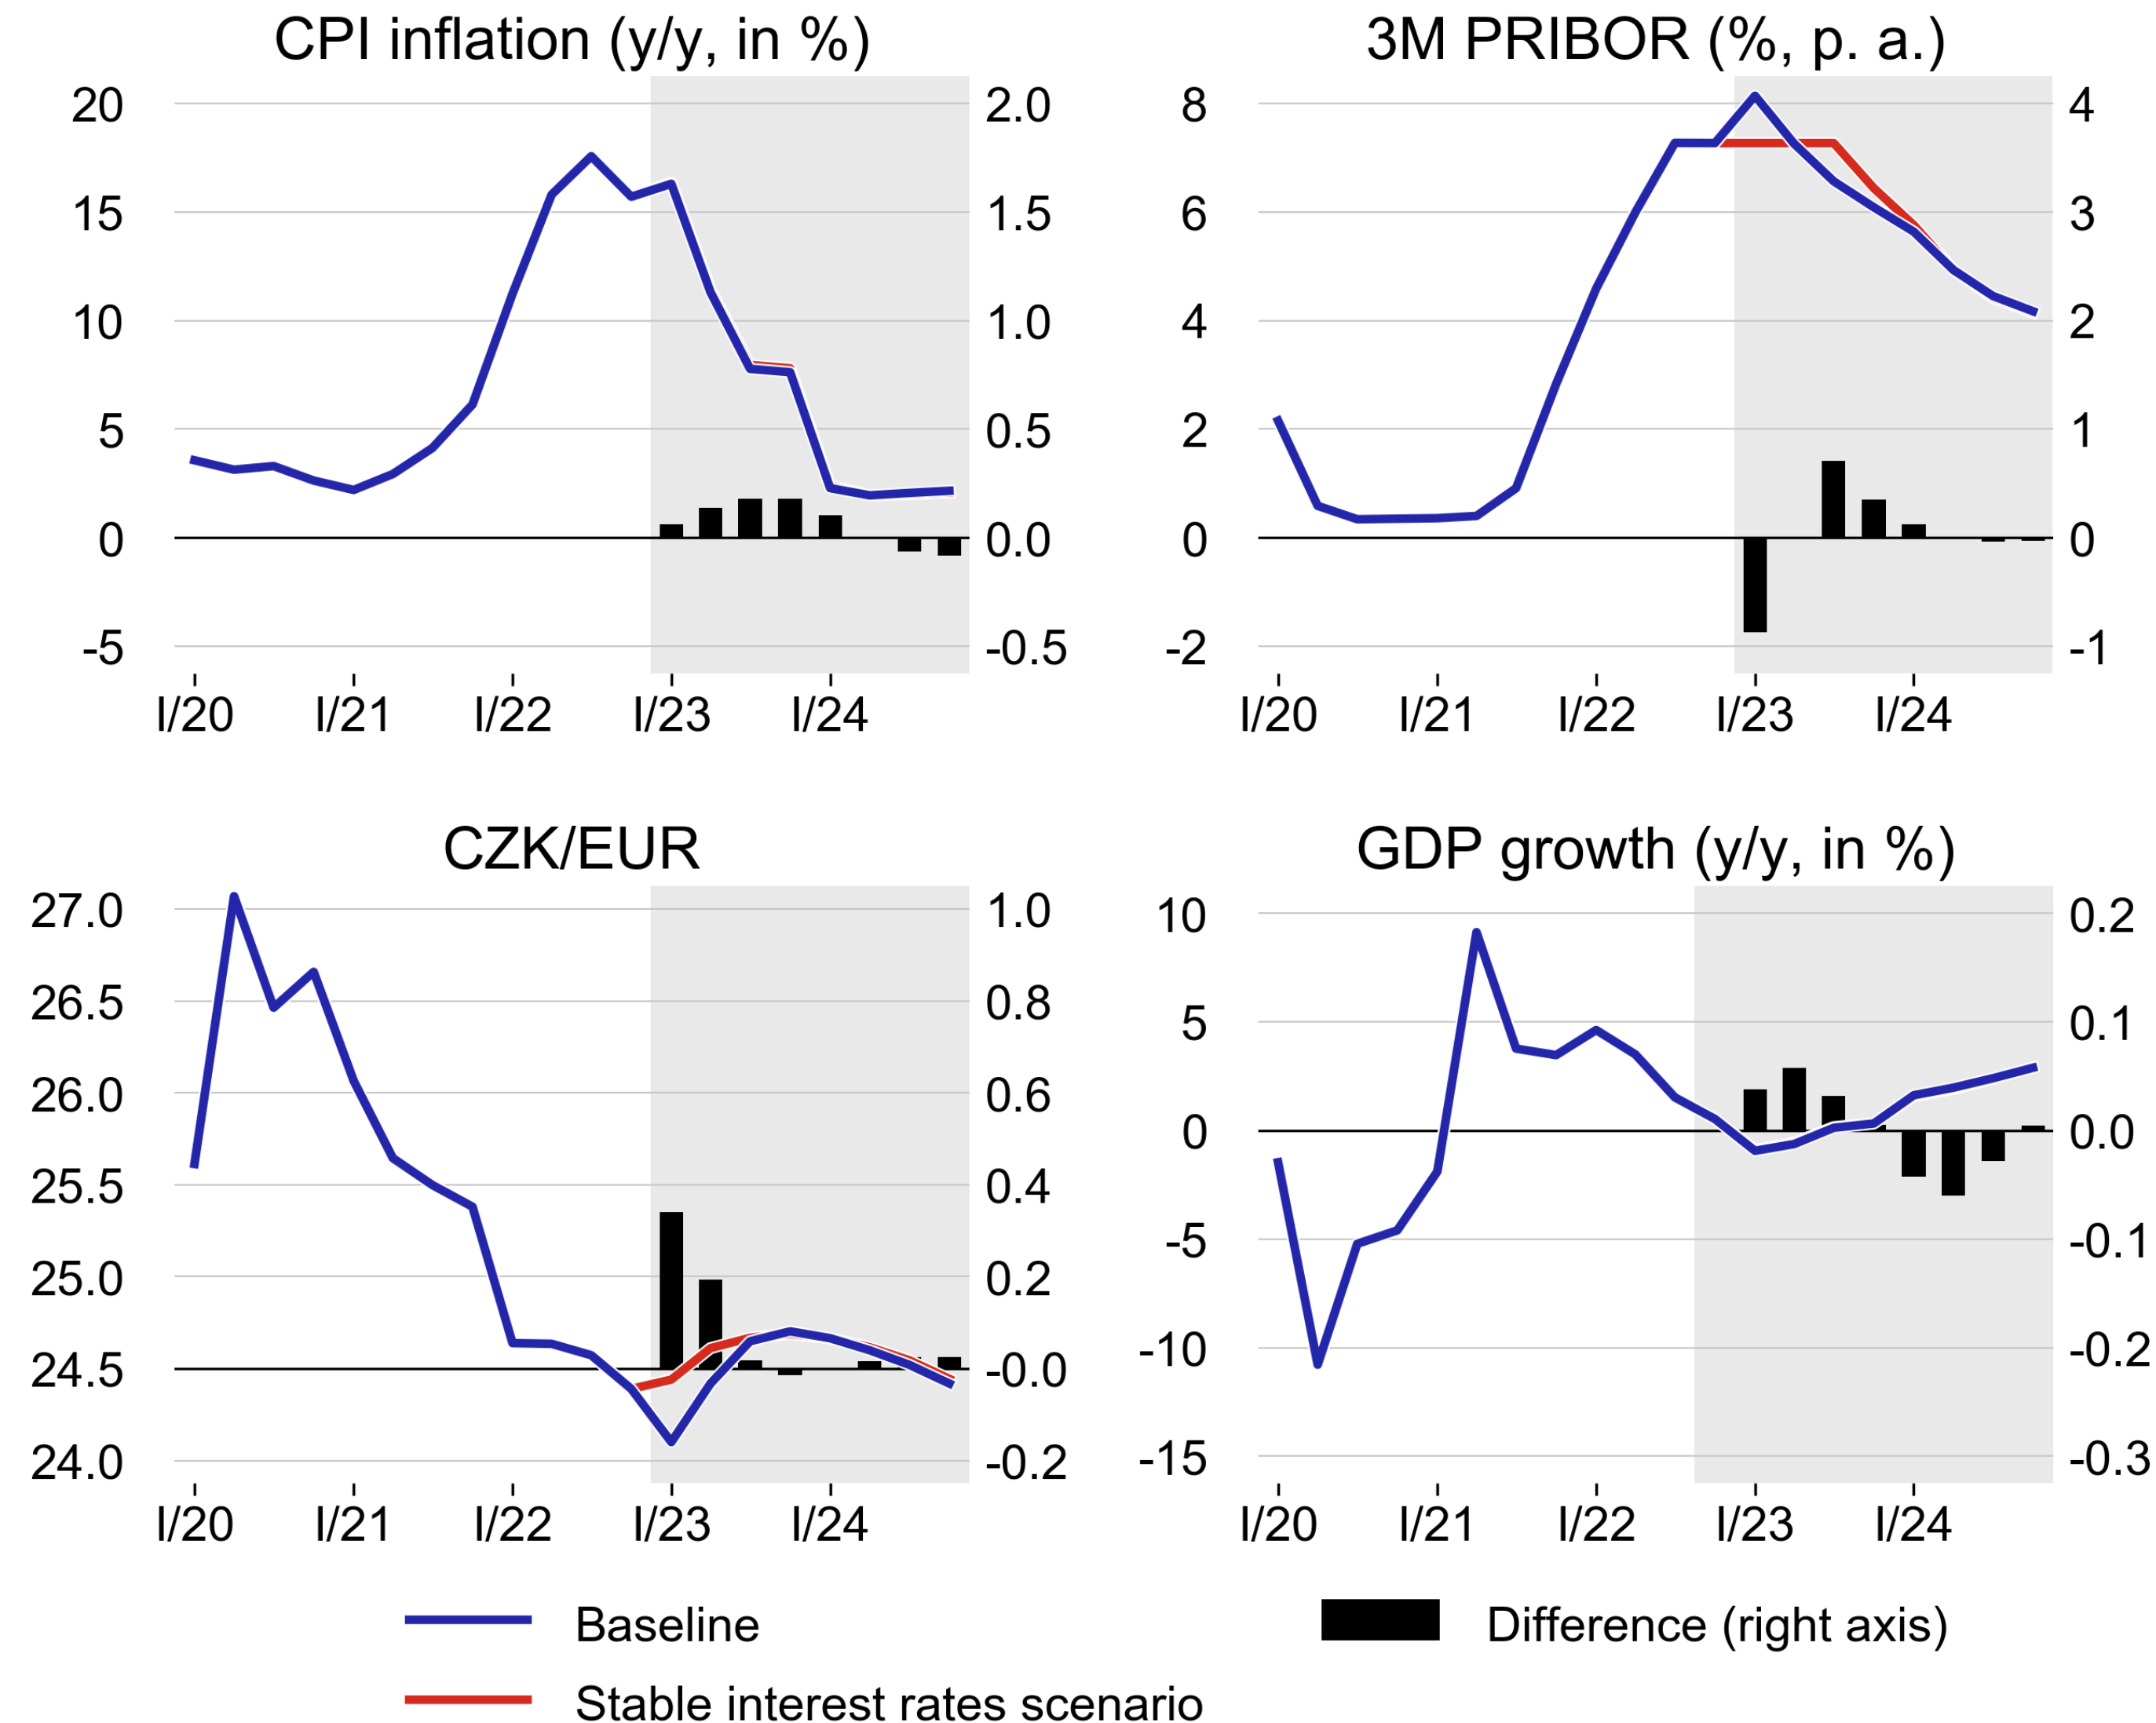 CPI inflation (y/y, in %)
20 2.0
15 1.5
10 1.0
5 0.5
0 0.0
-5 -0.5
I/20 I/21 I/22 I/23 I/24
3M PRIBOR (%, p. a.)
8 4
6 3
4 2
2 1
0 0
-2 -1
I/20 I/21 I/22 I/23 I/24
CZK/EUR
27.0 1.0
26.5 0.8
26.0 0.6
25.5 0.4
25.0 0.2
24.5 -0.0
24.0 -0.2
I/20 I/21 I/22 I/23 I/24
GDP growth (y/y, in %)
10 0.2
5 0.1
0 0.0
-5 -0.1
-10 -0.2
-15 -0.3
I/20 I/21 I/22 I/23 I/24
Baseline
Difference (right axis)
Stable interest rates scenario